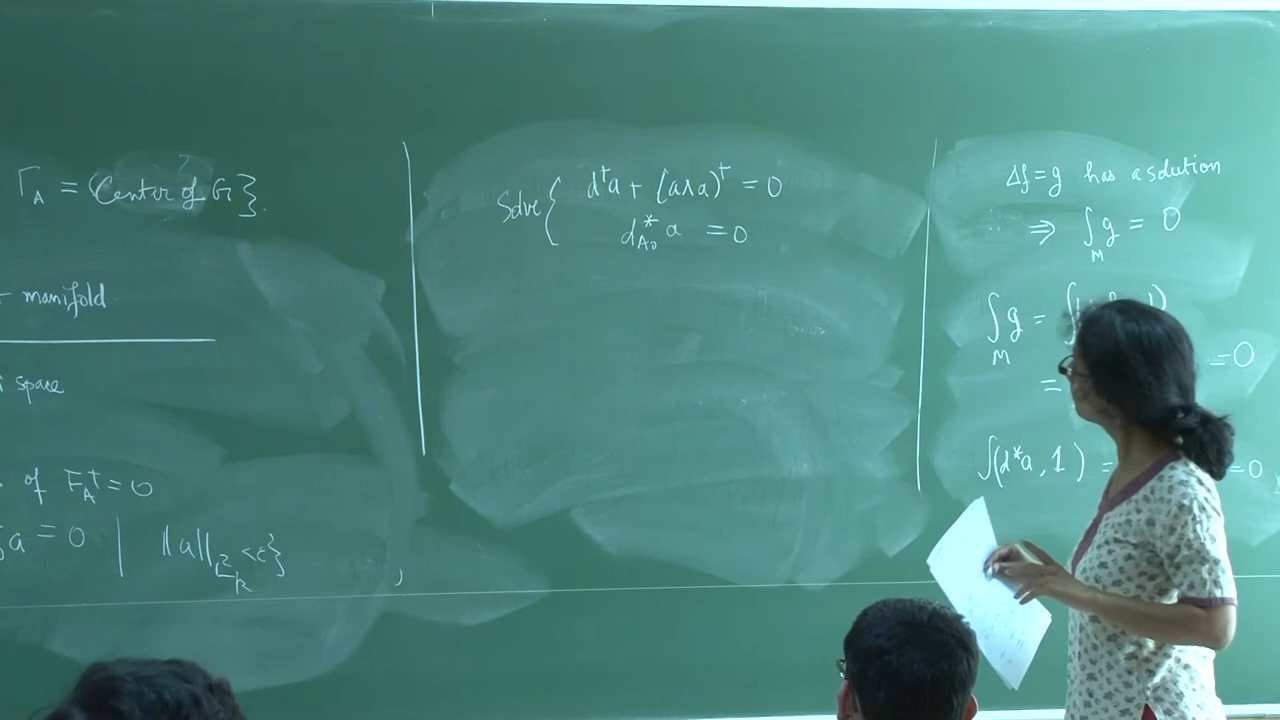 Γ_A = {Center of G}.
manifold
space
of F_A^+ = 0
a = 0 | ‖a‖_{L^2_k} < ε}
Solve { d^+a + [a∧a]^+ = 0
d^*_{A_0} a = 0
Δf = g has a solution
⇒ ∫_M g = 0
∫_M g =
= 0
=
∫(d^*a, 1) = = 0